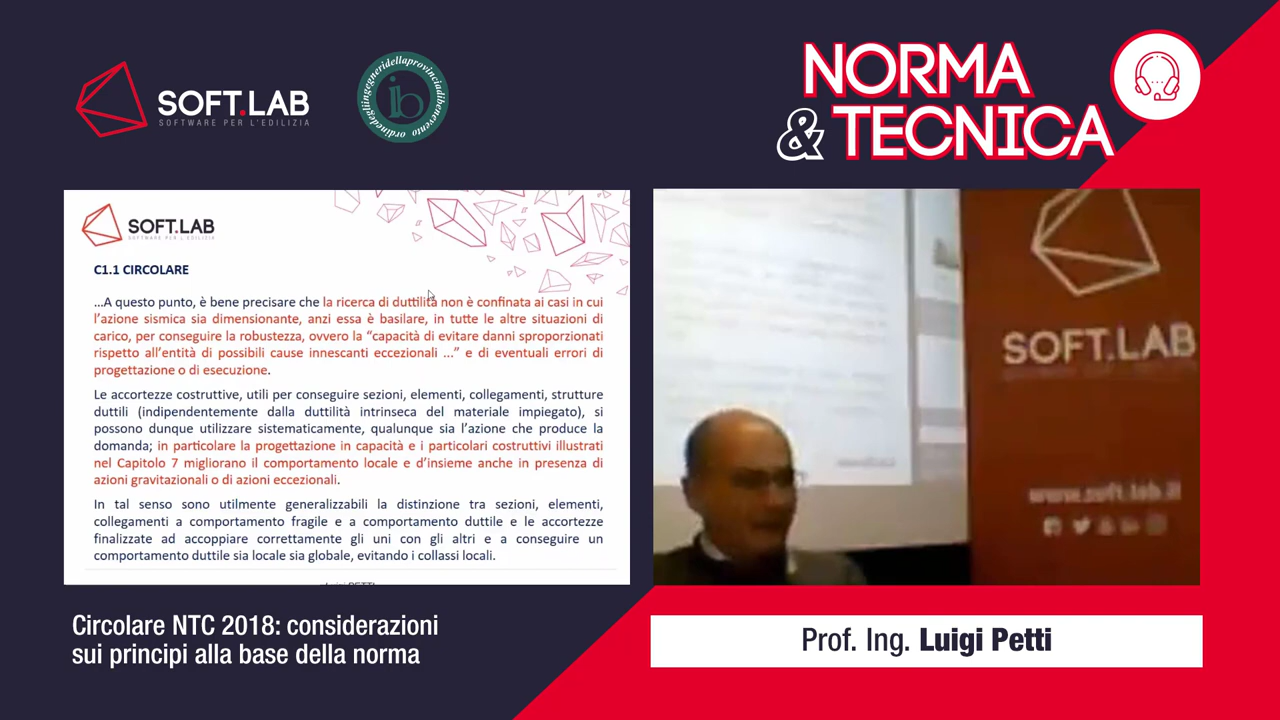 SOFT.LAB
SOFTWARE PER L'EDILIZIA
ordinedegliingegneridellaprovinciadibenevento
ib
NORMA
& TECNICA
SOFT.LAB
SOFTWARE PER L'EDILIZIA
C1.1 CIRCOLARE
…A questo punto, è bene precisare che la ricerca di duttilità non è confinata ai casi in cui
l'azione sismica sia dimensionante, anzi essa è basilare, in tutte le altre situazioni di
carico, per conseguire la robustezza, ovvero la "capacità di evitare danni sproporzionati
rispetto all'entità di possibili cause innescanti eccezionali ..." e di eventuali errori di
progettazione o di esecuzione.
Le accortezze costruttive, utili per conseguire sezioni, elementi, collegamenti, strutture
duttili (indipendentemente dalla duttilità intrinseca del materiale impiegato), si
possono dunque utilizzare sistematicamente, qualunque sia l'azione che produce la
domanda; in particolare la progettazione in capacità e i particolari costruttivi illustrati
nel Capitolo 7 migliorano il comportamento locale e d'insieme anche in presenza di
azioni gravitazionali o di azioni eccezionali.
In tal senso sono utilmente generalizzabili la distinzione tra sezioni, elementi,
collegamenti a comportamento fragile e a comportamento duttile e le accortezze
finalizzate ad accoppiare correttamente gli uni con gli altri e a conseguire un
comportamento duttile sia locale sia globale, evitando i collassi locali.
SOFT.LAB
www.soft.lab.it
Circolare NTC 2018: considerazioni
sui principi alla base della norma
Prof. Ing. Luigi Petti